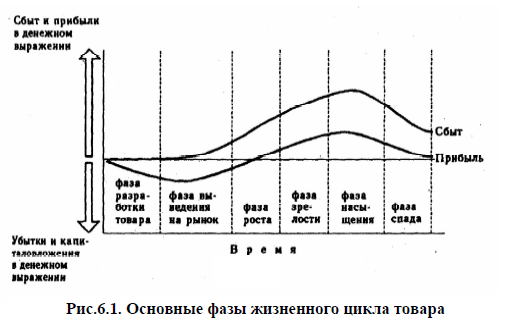 Сбыт и прибыли
в денежном
выражении
Сбыт
Прибыль
фаза
разра-
ботки
товара
фаза вы-
ведения
на рынок
фаза
роста
фаза
зре-
лости
фаза
насы-
щения
фаза
спада
Убытки и капи-
таловложения
в денежном
выражении
Время
Рис.6.1. Основные фазы жизненного цикла товара